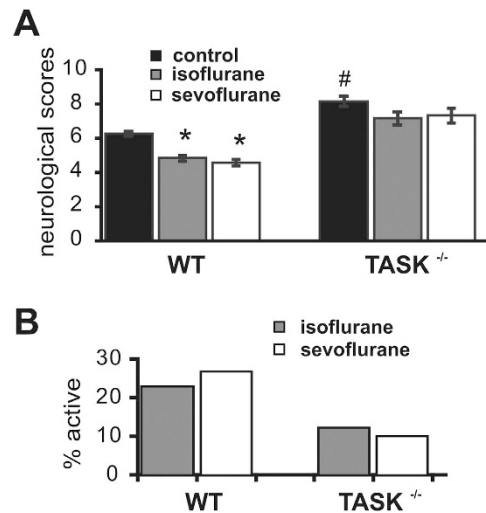 A
control
isoflurane
sevoflurane
neurological scores
10
8
6
4
2
0
* *
#
WT TASK -/-
B
isoflurane
sevoflurane
% active
30
20
10
0
WT TASK -/-